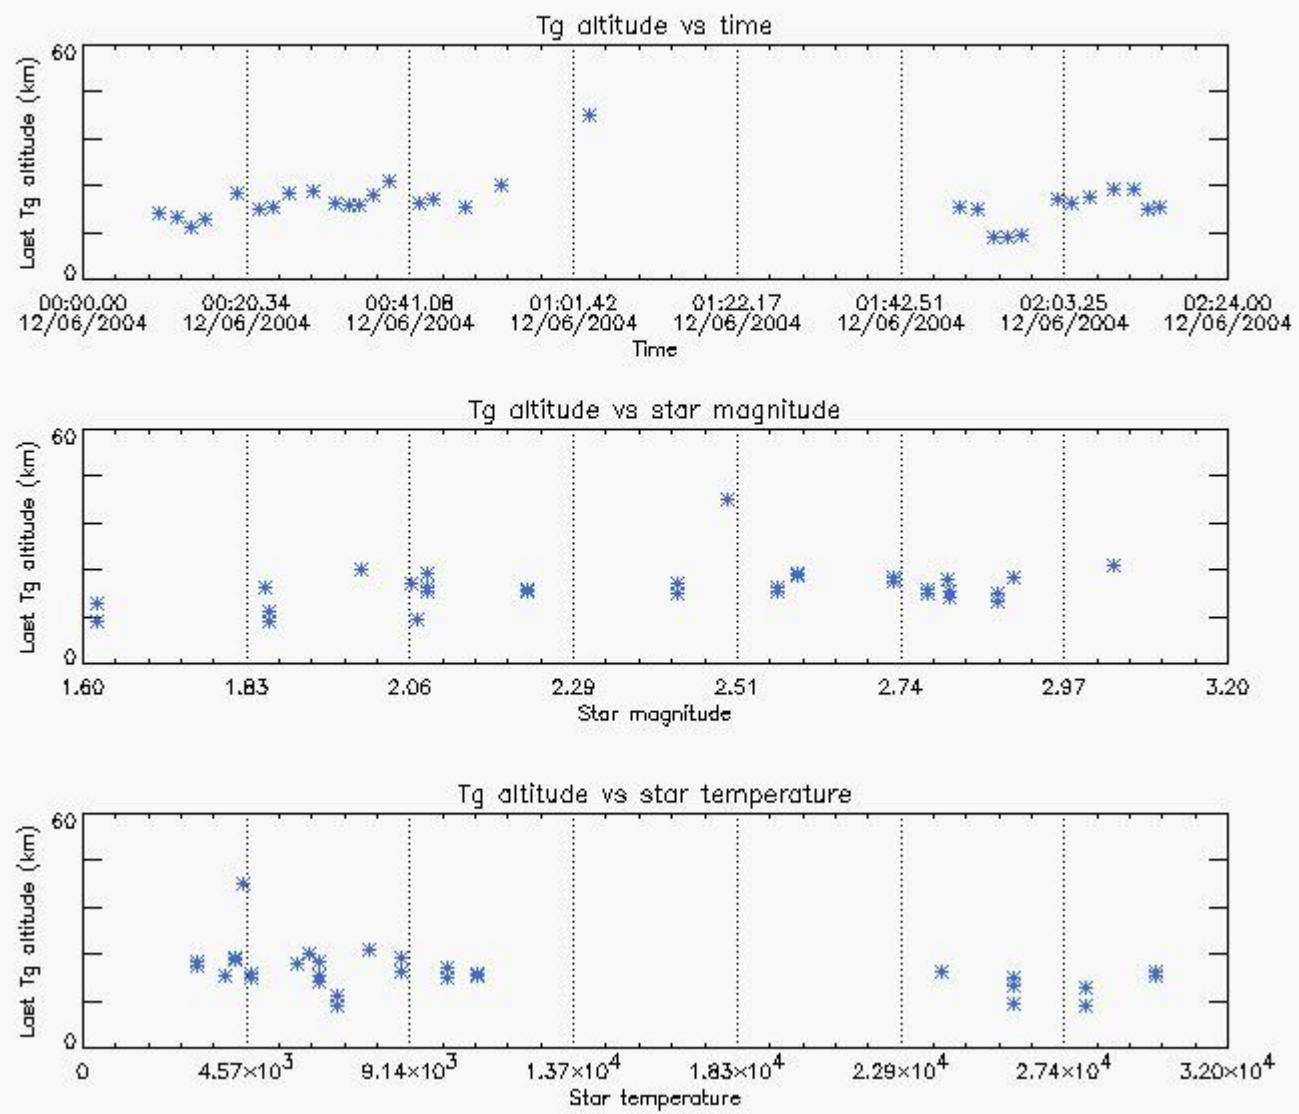 Tg altitude vs time
60
Last Tg altitude (km)
0
00:00.00 00:20.34 00:41.08 01:01.42 01:22.17 01:42.51 02:03.25 02:24.00
12/06/2004 12/06/2004 12/06/2004 12/06/2004 12/06/2004 12/06/2004 12/06/2004 12/06/2004
Time
Tg altitude vs star magnitude
60
Last Tg altitude (km)
0
1.60 1.83 2.06 2.29 2.51 2.74 2.97 3.20
Star magnitude
Tg altitude vs star temperature
60
Last Tg altitude (km)
0
0 4.57×10³ 9.14×10³ 1.37×10⁴ 1.83×10⁴ 2.29×10⁴ 2.74×10⁴ 3.20×10⁴
Star temperature